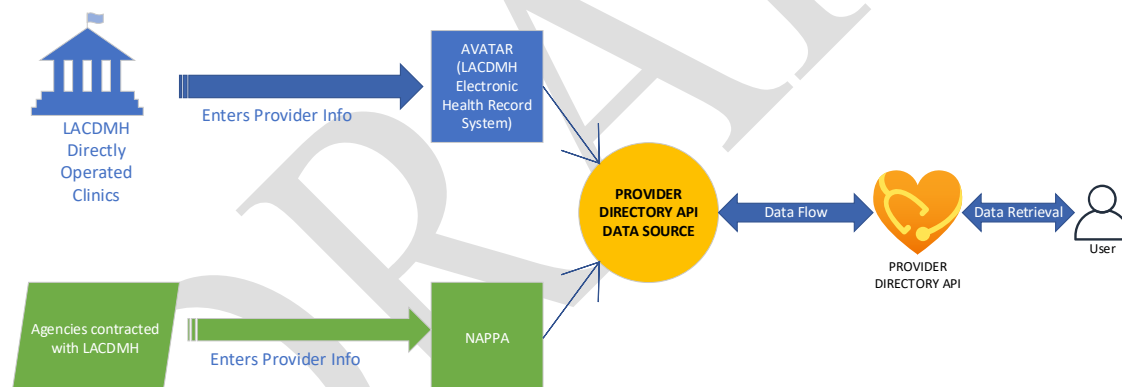 LACDMH
Directly
Operated
Clinics
Enters Provider Info
AVATAR
(LACDMH
Electronic
Health Record
System)
PROVIDER
DIRECTORY API
DATA SOURCE
Data Flow
PROVIDER
DIRECTORY API
Data Retrieval
User
Agencies contracted
with LACDMH
Enters Provider Info
NAPPA